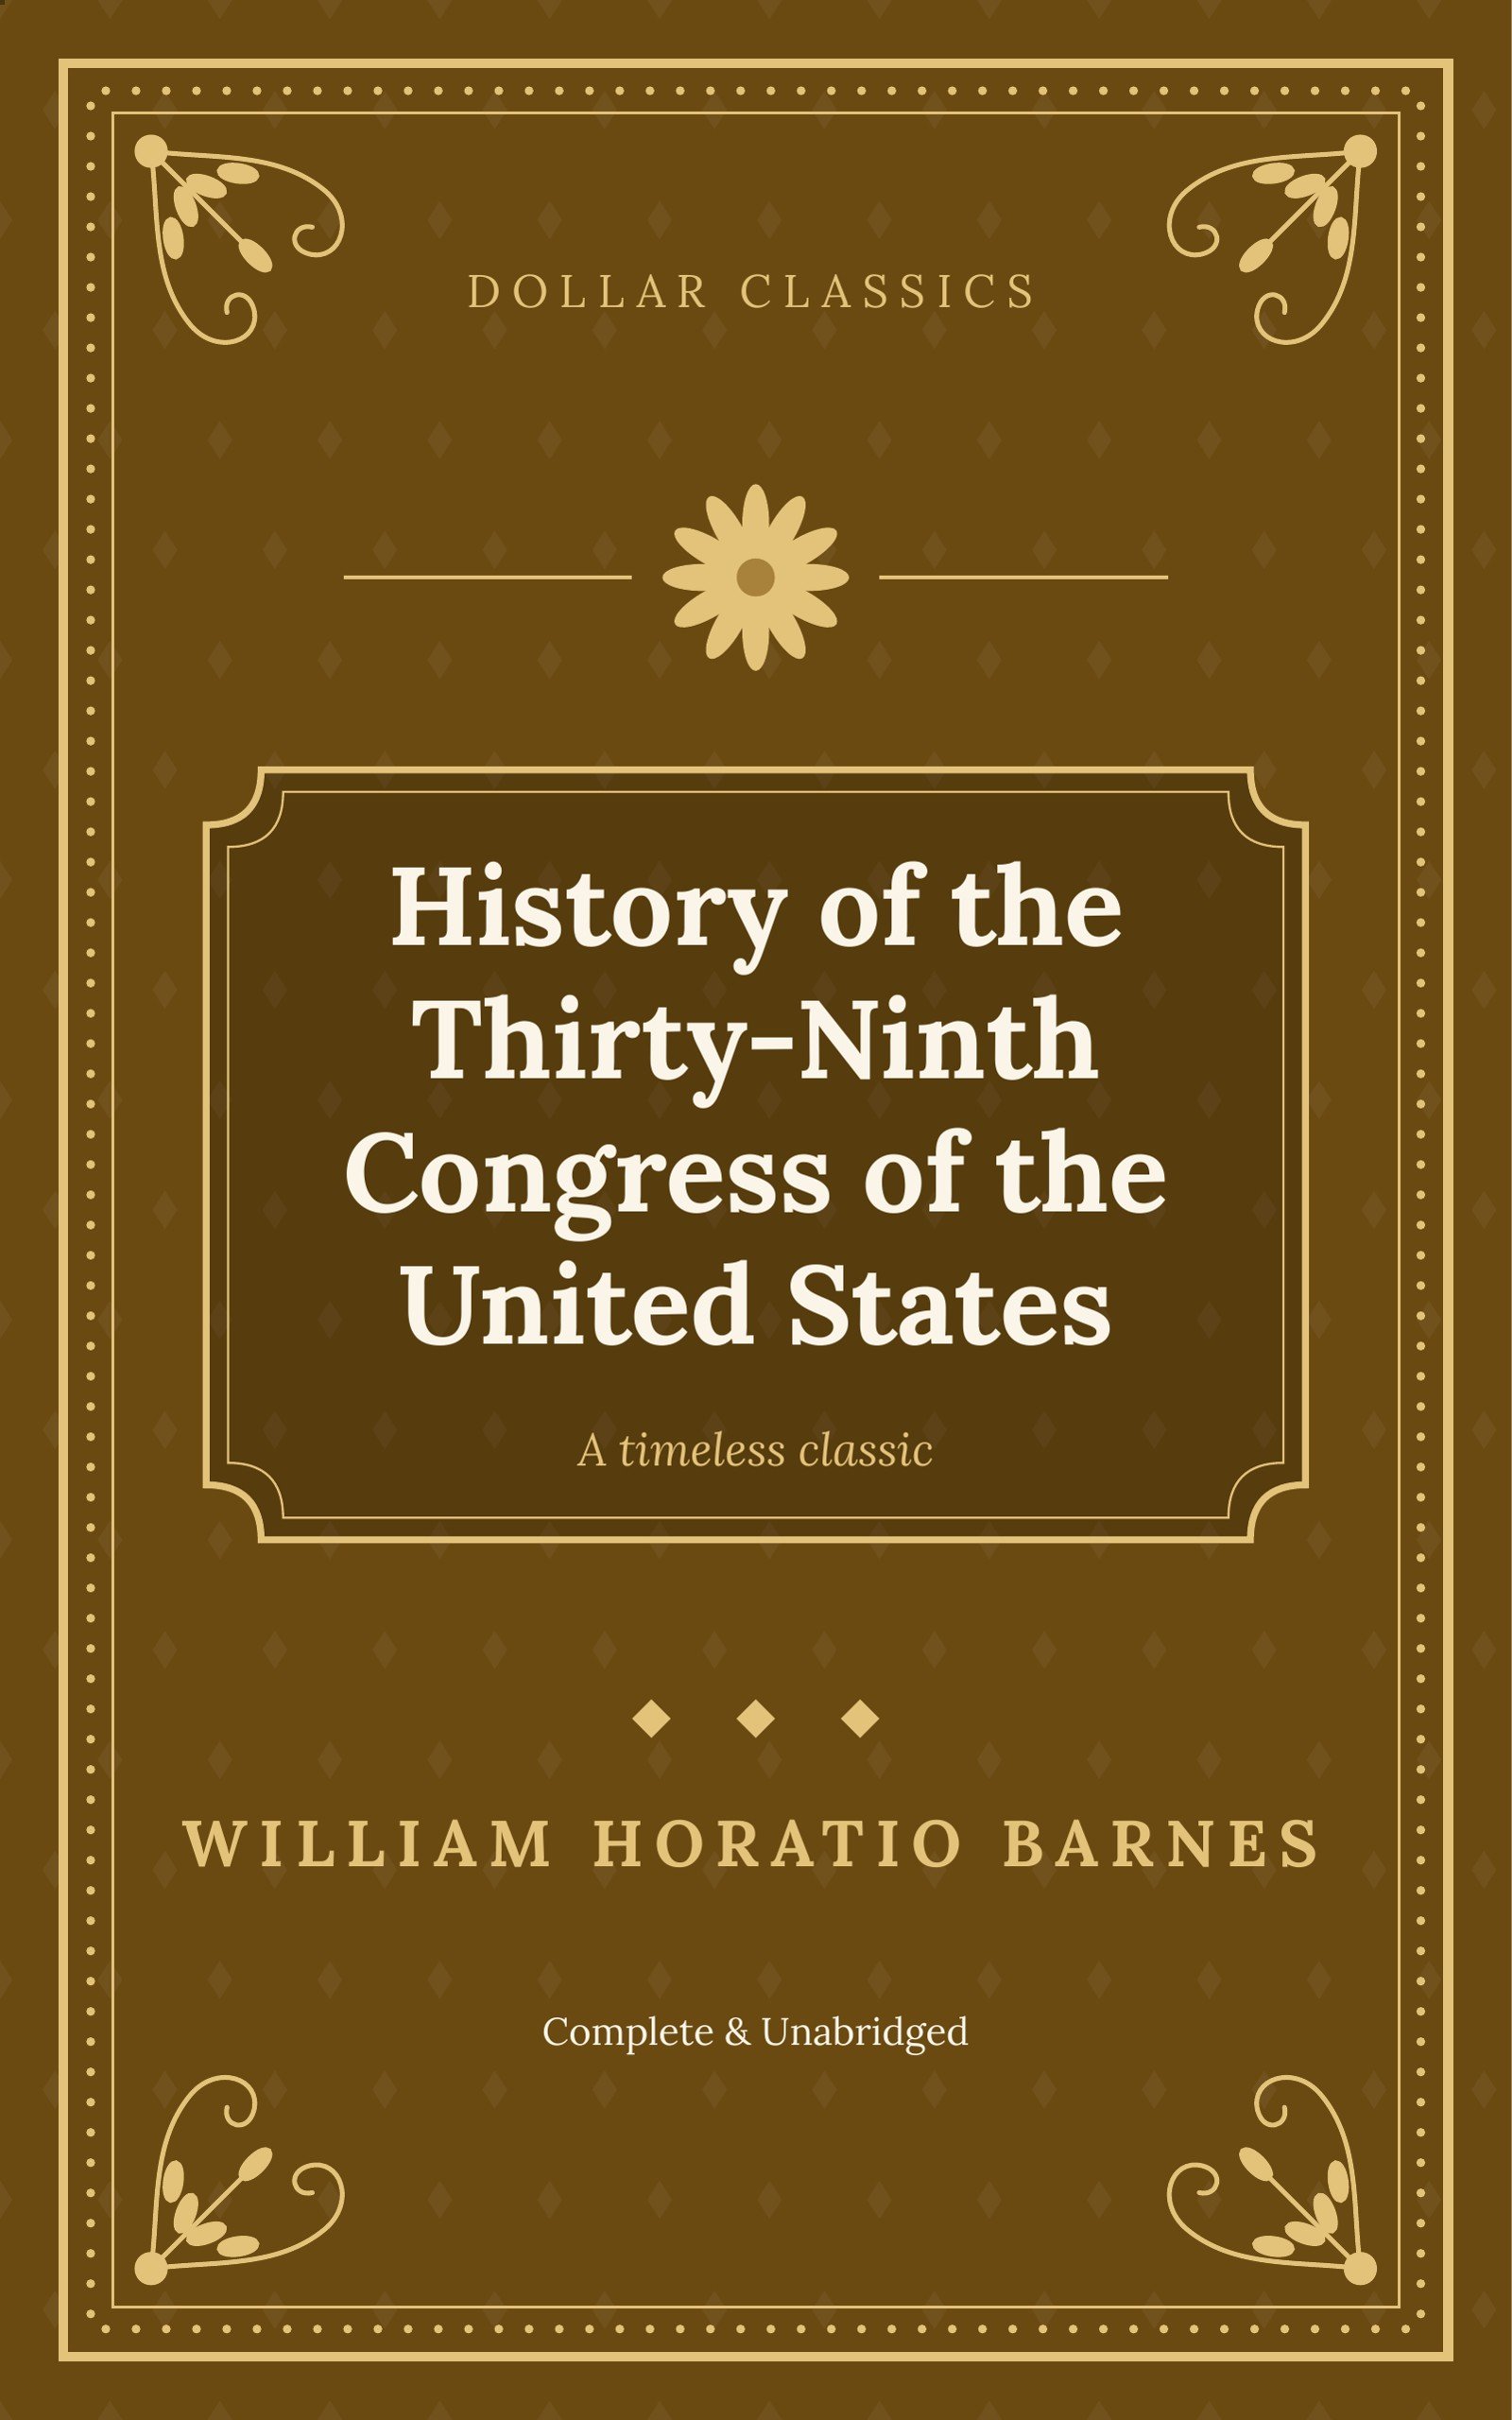 DOLLAR CLASSICS
History of the
Thirty-Ninth
Congress of the
United States
A timeless classic
WILLIAM HORATIO BARNES
Complete & Unabridged